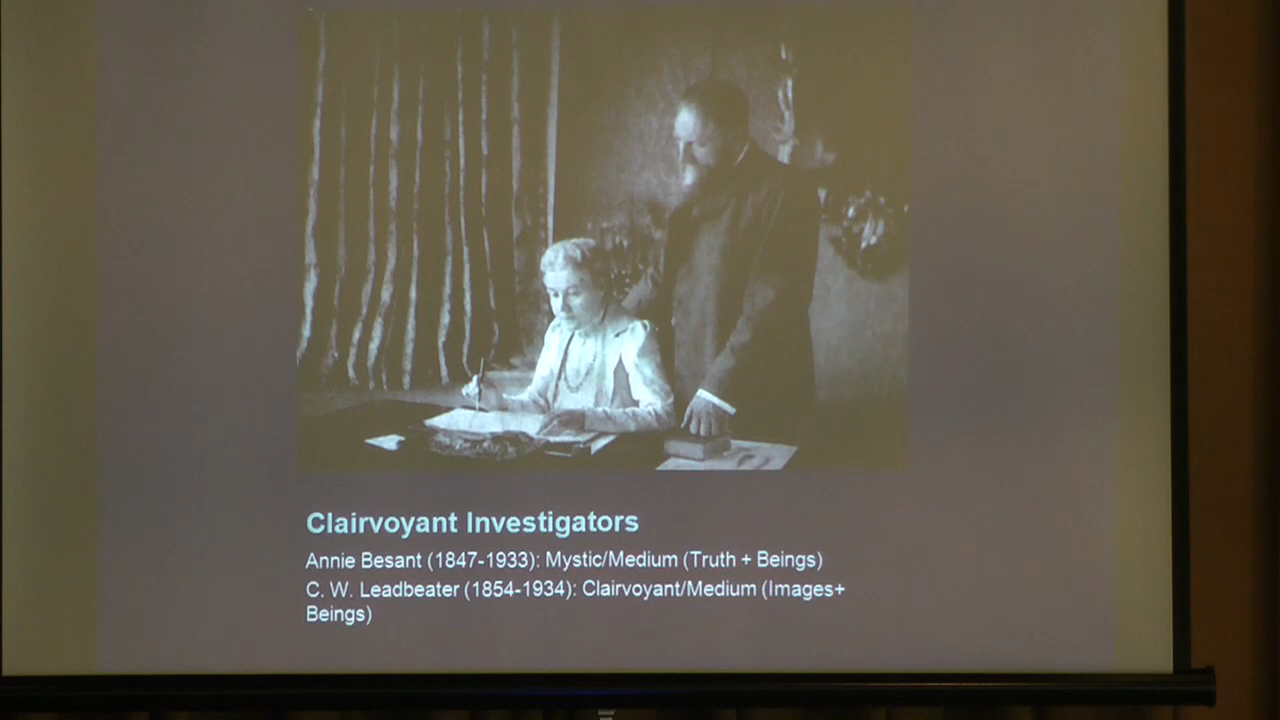 Clairvoyant Investigators
Annie Besant (1847-1933): Mystic/Medium (Truth + Beings)
C. W. Leadbeater (1854-1934): Clairvoyant/Medium (Images+
Beings)